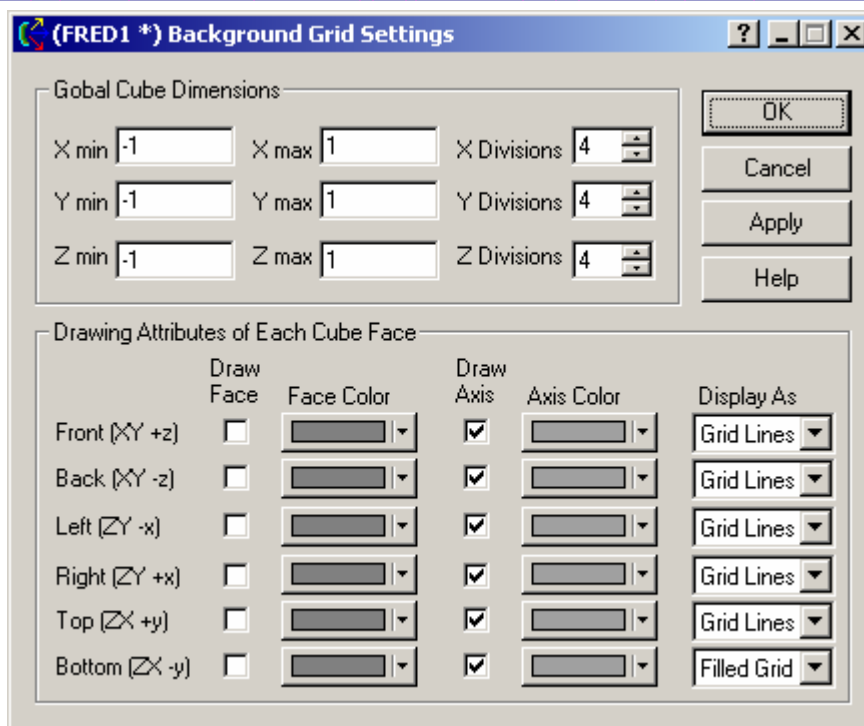 (FRED1 *) Background Grid Settings
Gobal Cube Dimensions
X min -1 X max 1 X Divisions 4
Y min -1 Y max 1 Y Divisions 4
Z min -1 Z max 1 Z Divisions 4
OK
Cancel
Apply
Help
Drawing Attributes of Each Cube Face
Draw Face Face Color Draw Axis Axis Color Display As
Front (XY +z) Grid Lines
Back (XY -z) Grid Lines
Left (ZY -x) Grid Lines
Right (ZY +x) Grid Lines
Top (ZX +y) Grid Lines
Bottom (ZX -y) Filled Grid